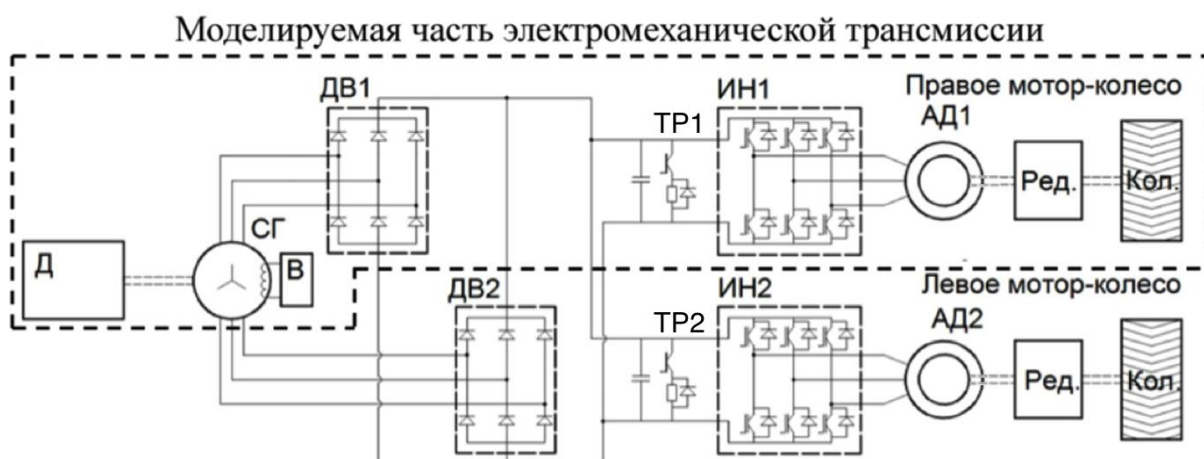 Моделируемая часть электромеханической трансмиссии
ДВ1
ТР1
ИН1
Правое мотор-колесо
АД1
Ред.
Кол.
Д
СГ
В
ДВ2
ТР2
ИН2
Левое мотор-колесо
АД2
Ред.
Кол.